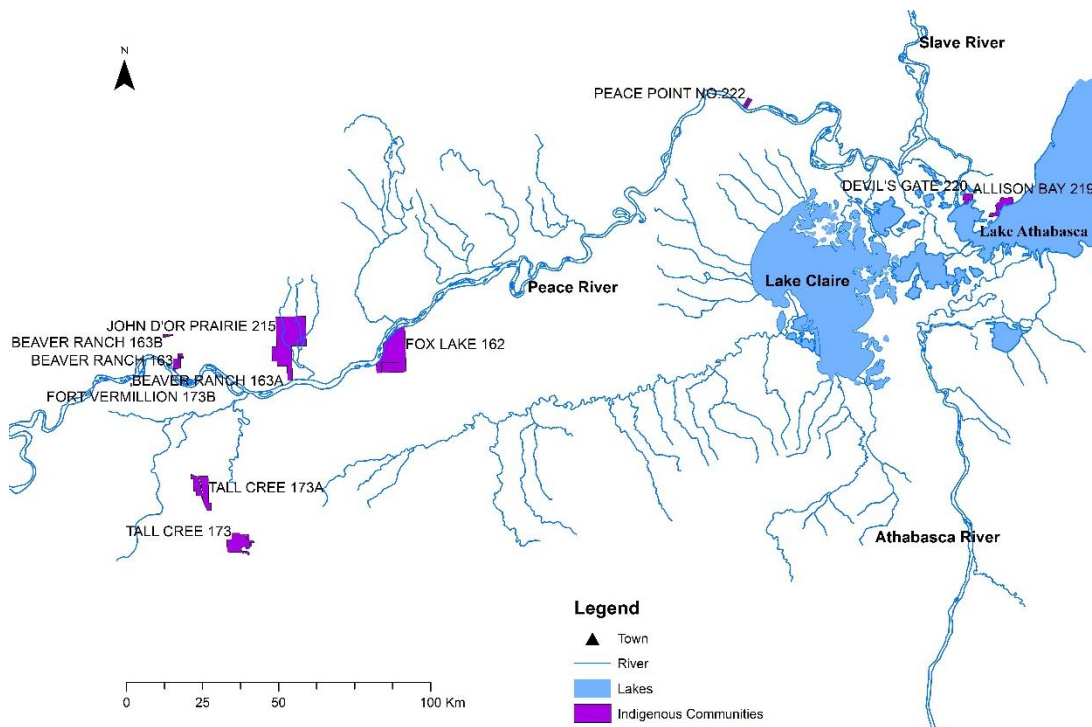 Slave River
N
PEACE POINT NO.222
DEVIL'S GATE 220
ALLISON BAY 219
Lake Athabasca
Lake Claire
Peace River
JOHN D'OR PRAIRIE 215
BEAVER RANCH 163B
FOX LAKE 162
BEAVER RANCH 163
BEAVER RANCH 163A
FORT VERMILLION 173B
TALL CREE 173A
TALL CREE 173
Athabasca River
Legend
Town
River
Lakes
Indigenous Communities
0 25 50 100 Km